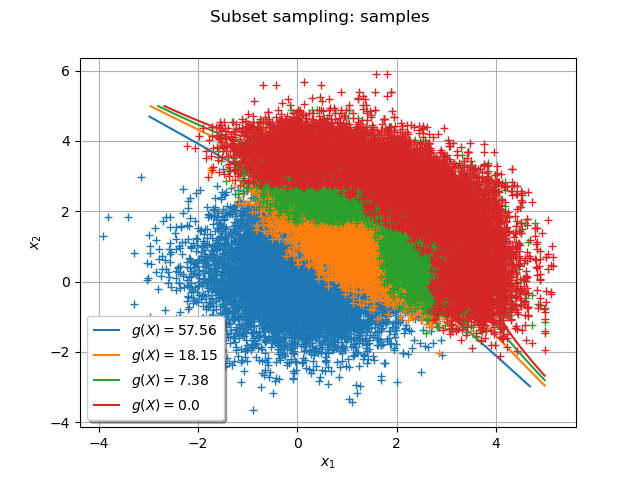 Subset sampling: samples
6
4
2
0
−2
−4
x₂
g(X) = 57.56
g(X) = 18.15
g(X) = 7.38
g(X) = 0.0
−4 −2 0 2 4
x₁